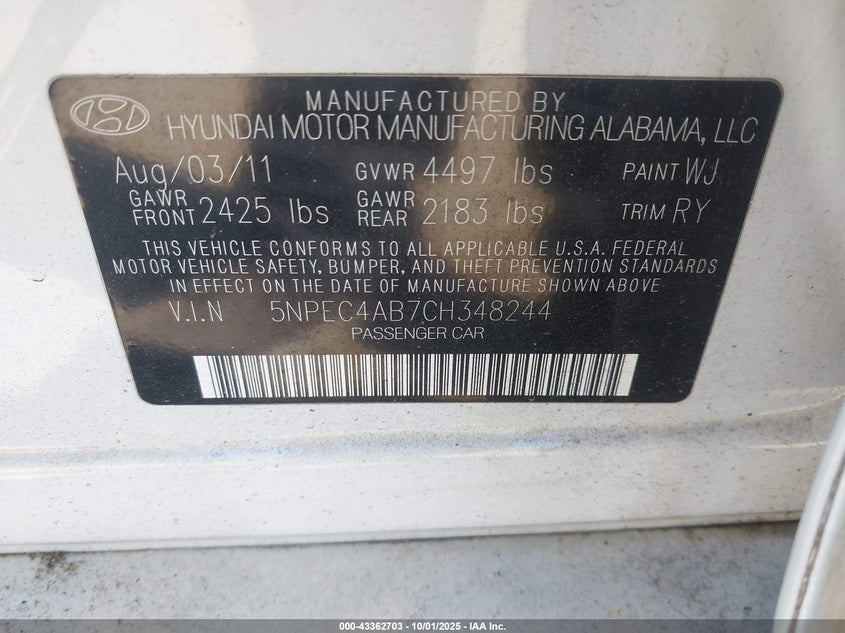 MANUFACTURED BY
HYUNDAI MOTOR MANUFACTURING ALABAMA, LLC
Aug/03/11 GVWR 4497 lbs PAINT WJ
GAWR FRONT 2425 lbs GAWR REAR 2183 lbs TRIM RY
THIS VEHICLE CONFORMS TO ALL APPLICABLE U.S.A. FEDERAL
MOTOR VEHICLE SAFETY, BUMPER, AND THEFT PREVENTION STANDARDS
IN EFFECT ON THE DATE OF MANUFACTURE SHOWN ABOVE.
V.I.N 5NPEC4AB7CH348244
PASSENGER CAR
000-43362703 - 10/01/2025 - IAA Inc.